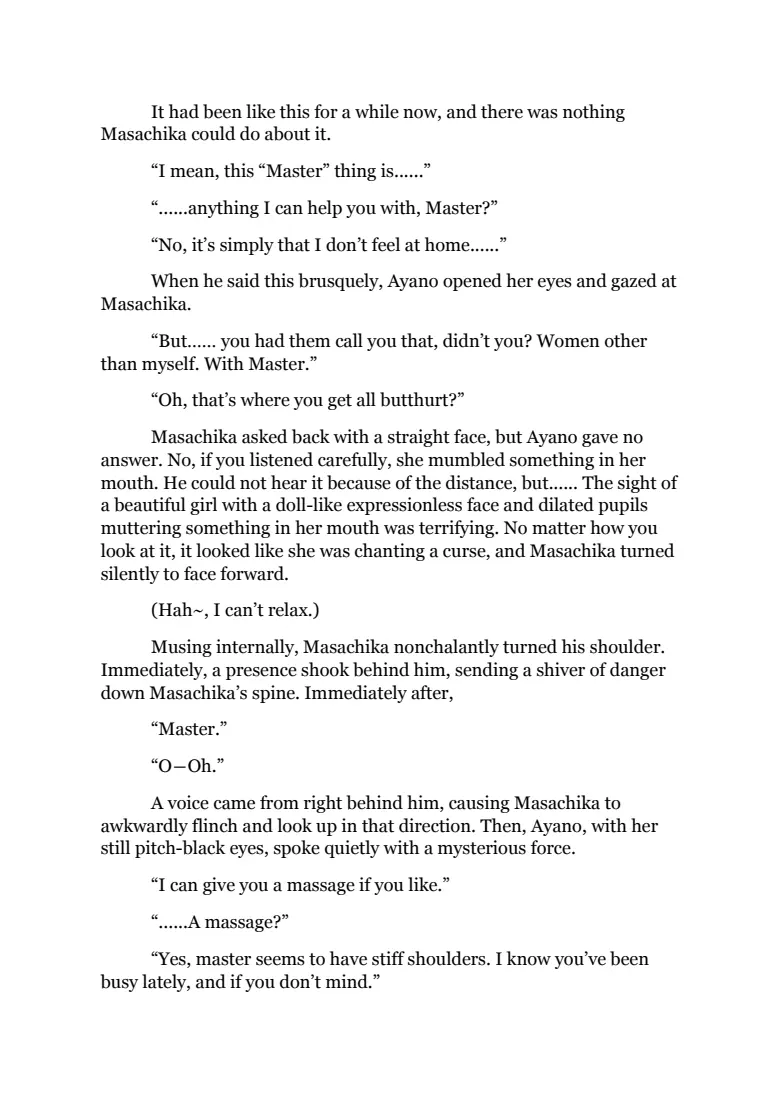 It had been like this for a while now, and there was nothing
Masachika could do about it.
“I mean, this “Master” thing is......”
“......anything I can help you with, Master?”
“No, it’s simply that I don’t feel at home......”
When he said this brusquely, Ayano opened her eyes and gazed at
Masachika.
“But...... you had them call you that, didn’t you? Women other
than myself. With Master.”
“Oh, that’s where you get all butthurt?”
Masachika asked back with a straight face, but Ayano gave no
answer. No, if you listened carefully, she mumbled something in her
mouth. He could not hear it because of the distance, but...... The sight of
a beautiful girl with a doll-like expressionless face and dilated pupils
muttering something in her mouth was terrifying. No matter how you
look at it, it looked like she was chanting a curse, and Masachika turned
silently to face forward.
(Hah~, I can’t relax.)
Musing internally, Masachika nonchalantly turned his shoulder.
Immediately, a presence shook behind him, sending a shiver of danger
down Masachika’s spine. Immediately after,
“Master.”
“O―Oh.”
A voice came from right behind him, causing Masachika to
awkwardly flinch and look up in that direction. Then, Ayano, with her
still pitch-black eyes, spoke quietly with a mysterious force.
“I can give you a massage if you like.”
“......A massage?”
“Yes, master seems to have stiff shoulders. I know you’ve been
busy lately, and if you don’t mind.”